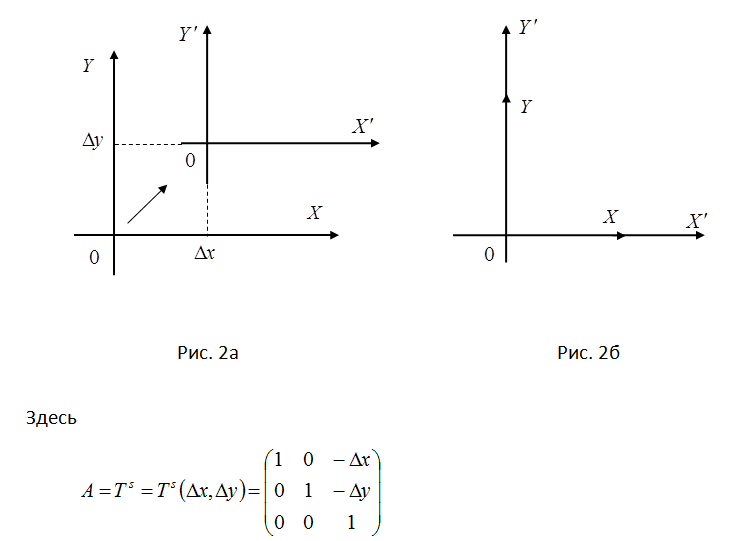 Y' Y'
Y Y
Δy X'
0
X X X'
0 Δx 0
Рис. 2а Рис. 2б
Здесь
A = T^s = T^s(Δx, Δy) = 
1 0 −Δx
0 1 −Δy
0 0 1